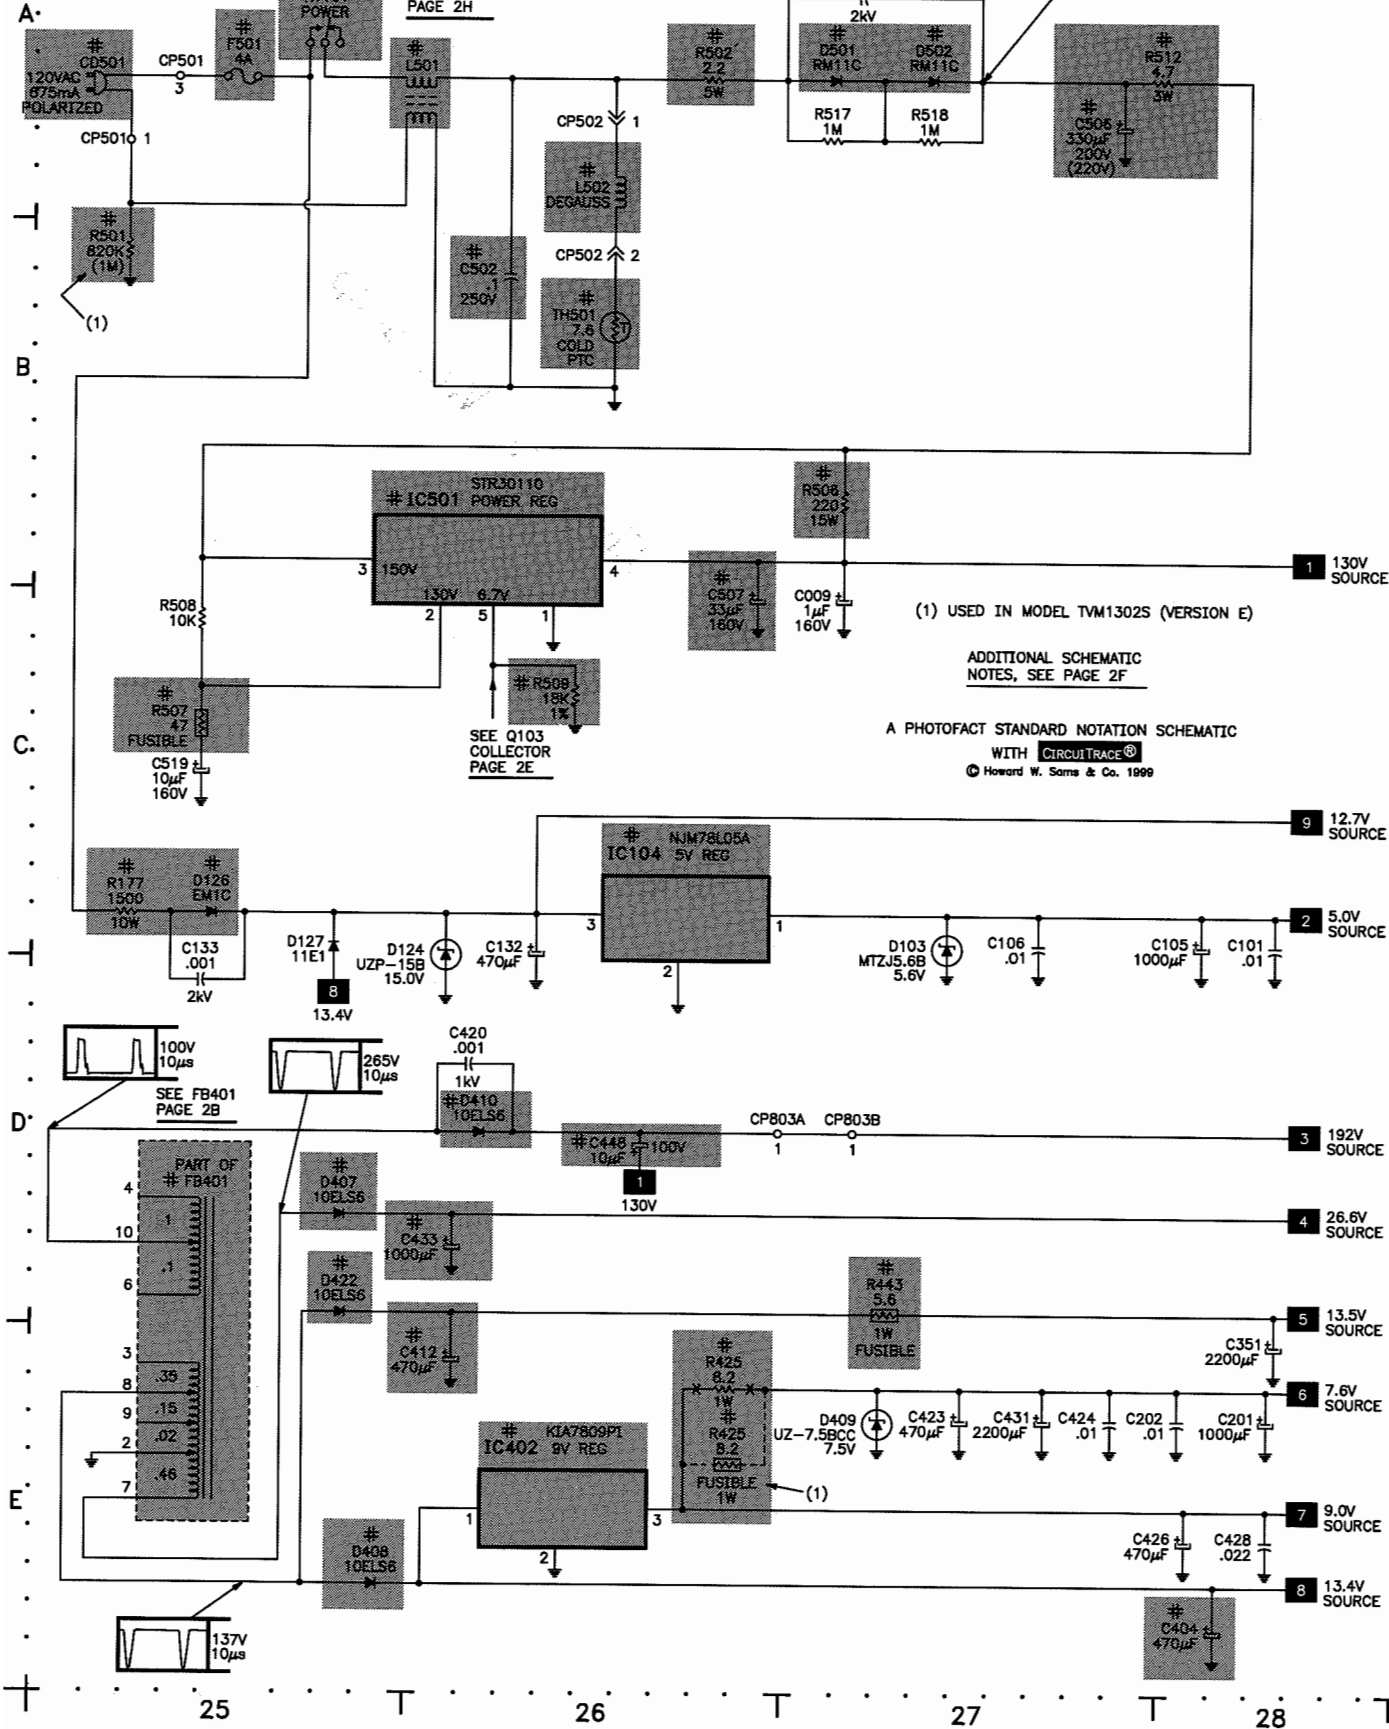 A
POWER
PAGE 2H
2kV
#
CD501
120VAC
675mA
POLARIZED
CP501
3
#
F501
4A
#
L501
#
R502
2.2
5W
#
D501
RM11C
#
D502
RM11C
R517
1M
R518
1M
#
R512
4.7
3W
#
C506
330µF
200V
(220V)
CP501 1
CP502 1
#
L502
DEGAUSS
CP502 2
#
R501
820K
(1M)
(1)
#
C502
.1
250V
#
TH501
7.6
COLD
PTC
T
B
STR30110
# IC501 POWER REG
3 150V
4
130V 6.7V
2 5 1
#
R506
220
15W
1 130V
SOURCE
R508
10K
#
C507
33µF
160V
C009
1µF
160V
(1) USED IN MODEL TVM1302S (VERSION E)
ADDITIONAL SCHEMATIC
NOTES, SEE PAGE 2F
#
R507
47
FUSIBLE
# R509
18K
1%
SEE Q103
COLLECTOR
PAGE 2E
C
C519
10µF
160V
A PHOTOFACT STANDARD NOTATION SCHEMATIC
WITH CIRCUITRACE®
© Howard W. Sams & Co. 1999
9 12.7V
SOURCE
# NJM78L05A
IC104 5V REG
3 1
2
#
R177
1500
10W
#
D126
EM1C
2 5.0V
SOURCE
C133
.001
2kV
D127
11E1
8
13.4V
D124
UZP-15B
15.0V
C132
470µF
D103
MTZJ5.6B
5.6V
C106
.01
C105
1000µF
C101
.01
100V
10µs
265V
10µs
SEE FB401
PAGE 2B
C420
.001
1kV
D
# D410
10ELS6
# C448
10µF
100V
1
130V
CP803A
1
CP803B
1
3 192V
SOURCE
PART OF
# FB401
4
.1
10
.1
6
3
.35
8
.15
9
.02
2
.46
7
#
D407
10ELS6
#
C433
1000µF
4 26.6V
SOURCE
#
D422
10ELS6
#
C412
470µF
#
R443
5.6
1W
FUSIBLE
5 13.5V
SOURCE
C351
2200µF
#
R425
8.2
1W
#
R425
8.2
FUSIBLE
1W
(1)
6 7.6V
SOURCE
D409
UZ-7.5BCC
7.5V
C423
470µF
C431
2200µF
C424
.01
C202
.01
C201
1000µF
# KIA7809PI
IC402 9V REG
1 3
2
E
7 9.0V
SOURCE
C426
470µF
C428
.022
#
D408
10ELS6
8 13.4V
SOURCE
137V
10µs
#
C404
470µF
25 26 27 28